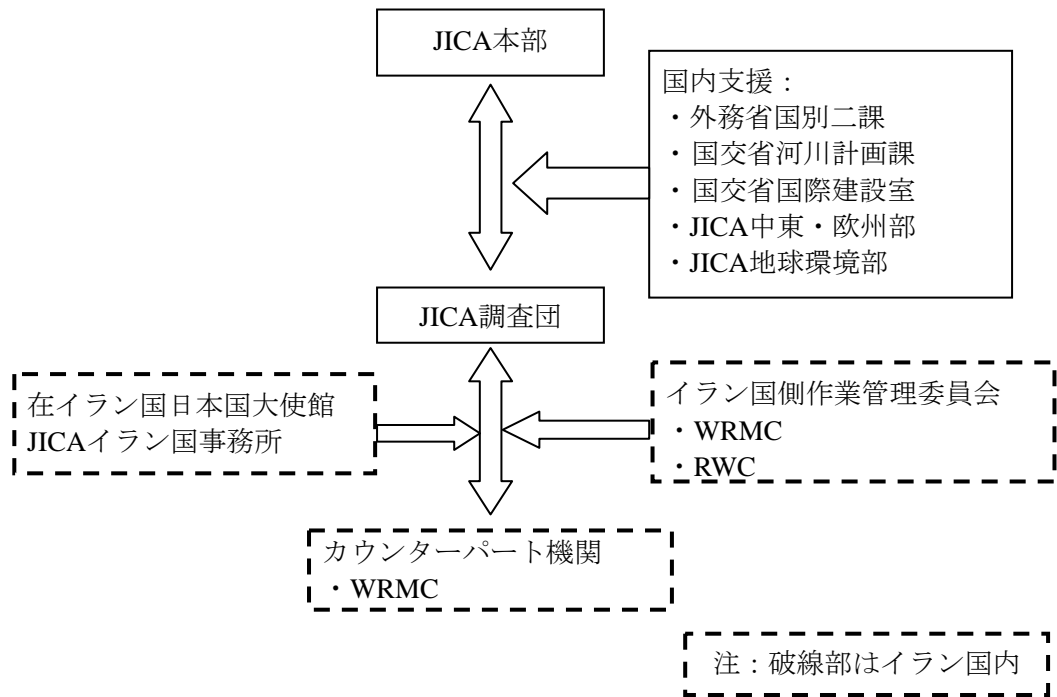 JICA本部
国内支援：
・外務省国別二課
・国交省河川計画課
・国交省国際建設室
・JICA中東・欧州部
・JICA地球環境部
JICA調査団
在イラン国日本国大使館
JICAイラン国事務所
イラン国側作業管理委員会
・WRMC
・RWC
カウンターパート機関
・WRMC
注：破線部はイラン国内